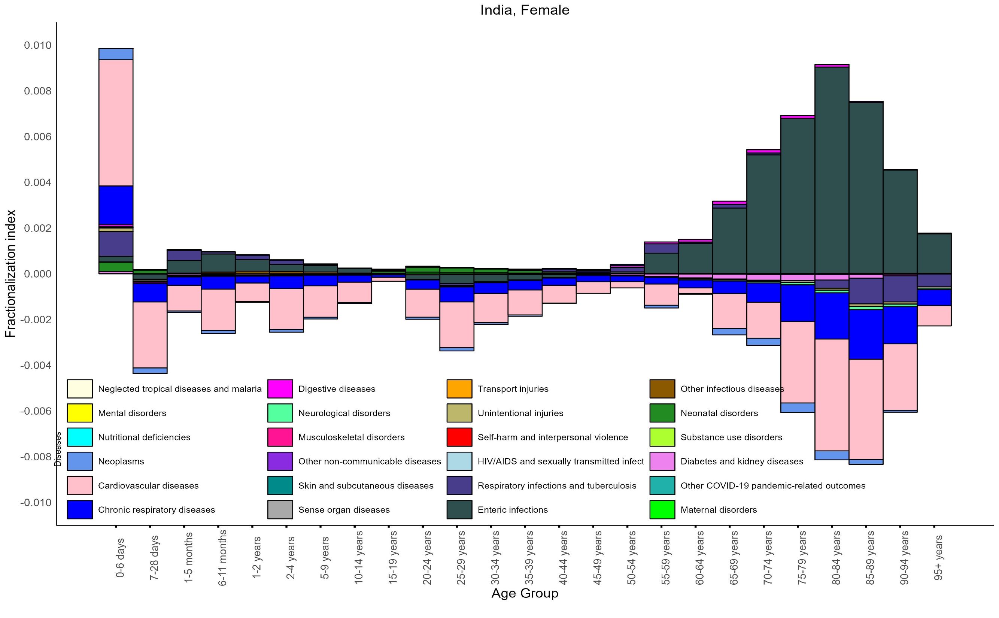 India, Female
Fractionalization index
0.010
0.008
0.006
0.004
0.002
0.000
-0.002
-0.004
-0.006
-0.008
-0.010
Diseases
Neglected tropical diseases and malaria
Mental disorders
Nutritional deficiencies
Neoplasms
Cardiovascular diseases
Chronic respiratory diseases
Digestive diseases
Neurological disorders
Musculoskeletal disorders
Other non-communicable diseases
Skin and subcutaneous diseases
Sense organ diseases
Transport injuries
Unintentional injuries
Self-harm and interpersonal violence
HIV/AIDS and sexually transmitted infect
Respiratory infections and tuberculosis
Enteric infections
Other infectious diseases
Neonatal disorders
Substance use disorders
Diabetes and kidney diseases
Other COVID-19 pandemic-related outcomes
Maternal disorders
0-6 days
7-28 days
1-5 months
6-11 months
1-2 years
2-4 years
5-9 years
10-14 years
15-19 years
20-24 years
25-29 years
30-34 years
35-39 years
40-44 years
45-49 years
50-54 years
55-59 years
60-64 years
65-69 years
70-74 years
75-79 years
80-84 years
85-89 years
90-94 years
95+ years
Age Group